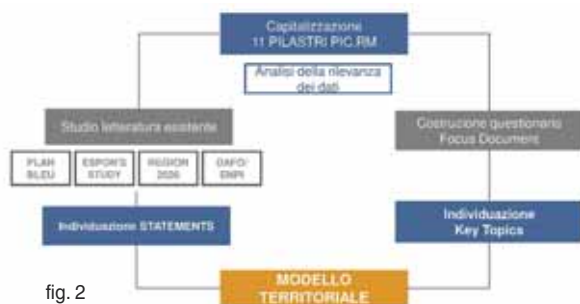 Capitalizzazione
11 PILASTRI PIC.RM
Analisi della rilevanza
dei dati
Studio letteratura esistente
Costruzione questionario
Focus Document
PLAN
BLEU
ESPON'S
STUDY
REGION
2020
DAFO/
ENPI
Individuazione STATEMENTS
Individuazione
Key Topics
MODELLO
TERRITORIALE
fig. 2